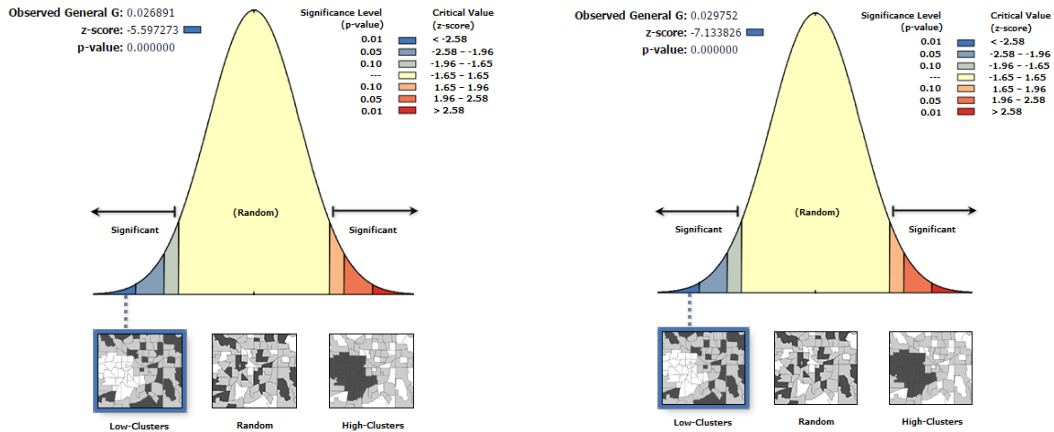 Observed General G: 0.026891
z-score: -5.597273
p-value: 0.000000
Significance Level
(p-value)
Critical Value
(z-score)
0.01 < -2.58
0.05 -2.58 – -1.96
0.10 -1.96 – -1.65
--- -1.65 – 1.65
0.10 1.65 – 1.96
0.05 1.96 – 2.58
0.01 > 2.58
(Random)
Significant
Significant
Low-Clusters
Random
High-Clusters
Observed General G: 0.029752
z-score: -7.133826
p-value: 0.000000
Significance Level
(p-value)
Critical Value
(z-score)
0.01 < -2.58
0.05 -2.58 – -1.96
0.10 -1.96 – -1.65
--- -1.65 – 1.65
0.10 1.65 – 1.96
0.05 1.96 – 2.58
0.01 > 2.58
(Random)
Significant
Significant
Low-Clusters
Random
High-Clusters